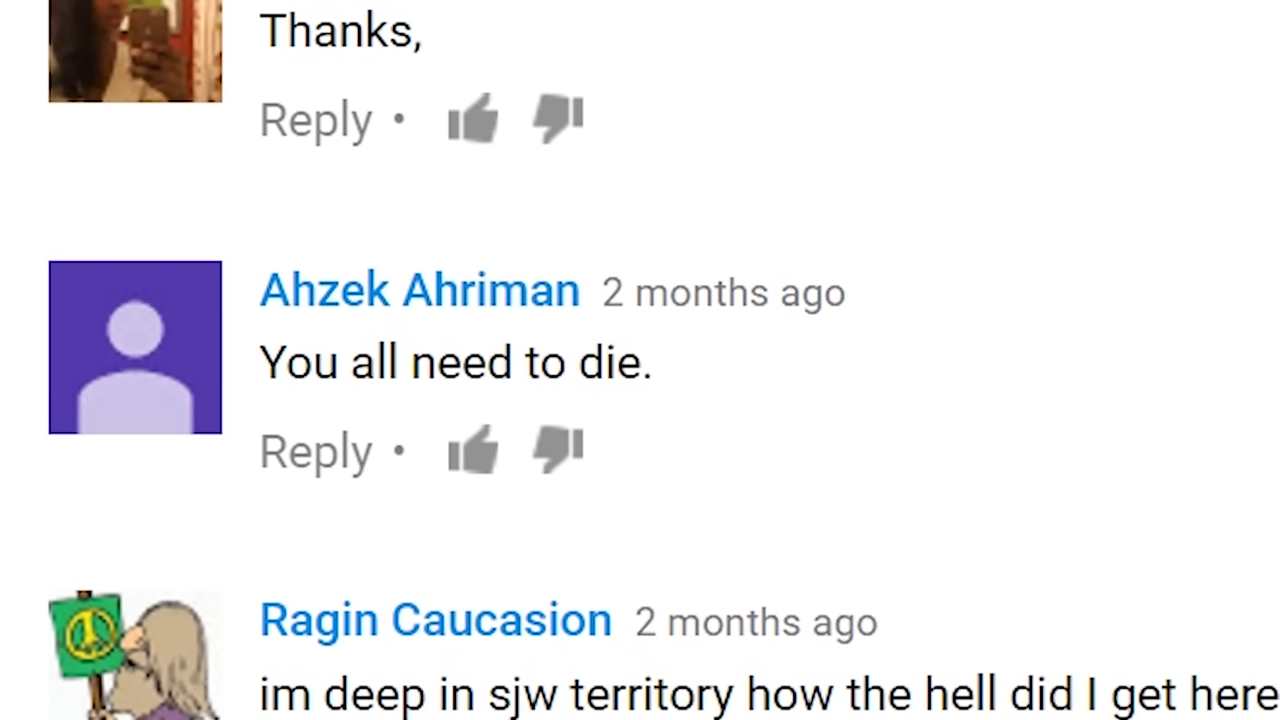 Thanks,
Reply •
Ahzek Ahriman 2 months ago
You all need to die.
Reply •
Ragin Caucasion 2 months ago
im deep in sjw territory how the hell did I get here